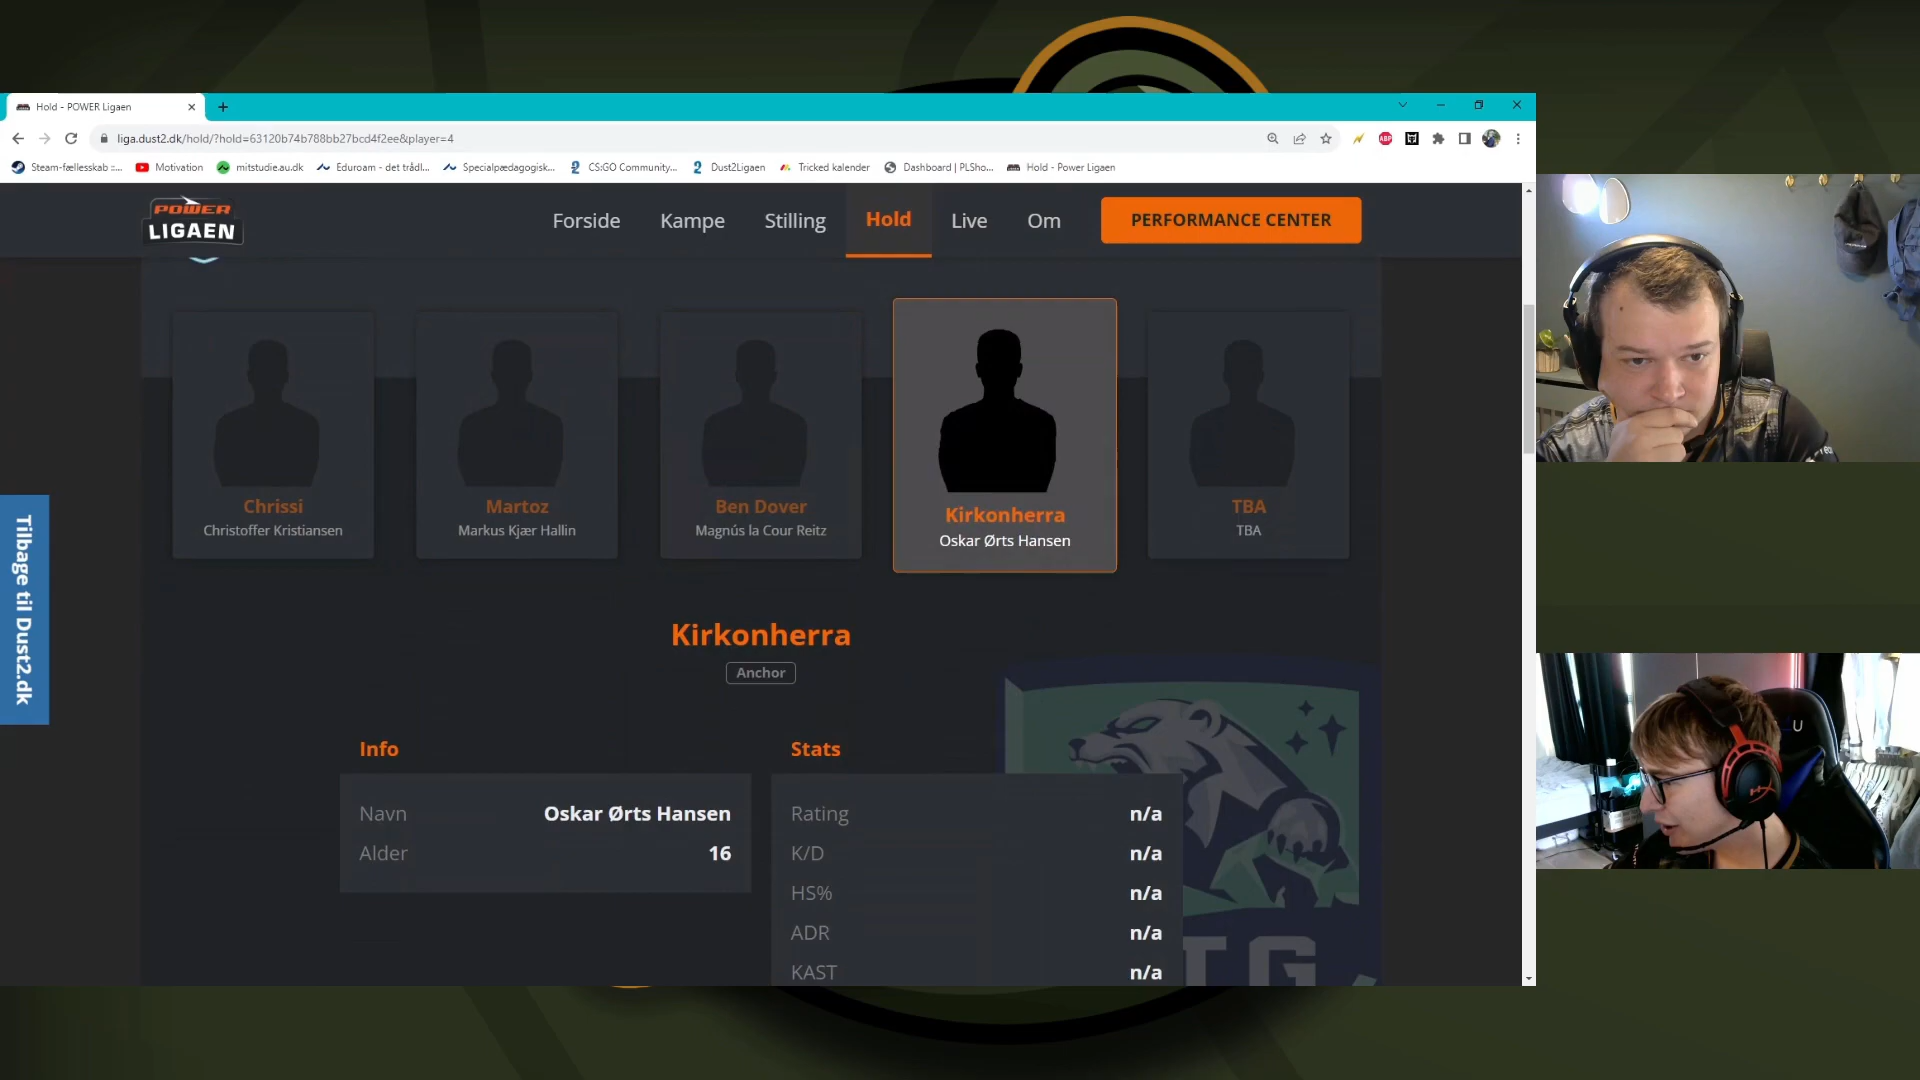 Hold - POWER Ligaen
liga.dust2.dk/hold/?hold=63120b74b788bb27bcd4f2ee&player=4
Steam-fællesskab ::...
Motivation
mitstudie.au.dk
Eduroam - det trådl...
Specialpædagogisk...
CS:GO Community...
Dust2Ligaen
Tricked kalender
Dashboard | PLSho...
Hold - Power Ligaen
POWER
LIGAEN
Forside
Kampe
Stilling
Hold
Live
Om
PERFORMANCE CENTER
Chrissi
Christoffer Kristiansen
Martoz
Markus Kjær Hallin
Ben Dover
Magnús la Cour Reitz
Kirkonherra
Oskar Ørts Hansen
TBA
TBA
Tilbage til Dust2.dk
Kirkonherra
Anchor
Info
Navn Oskar Ørts Hansen
Alder 16
Stats
Rating n/a
K/D n/a
HS% n/a
ADR n/a
KAST n/a
TG